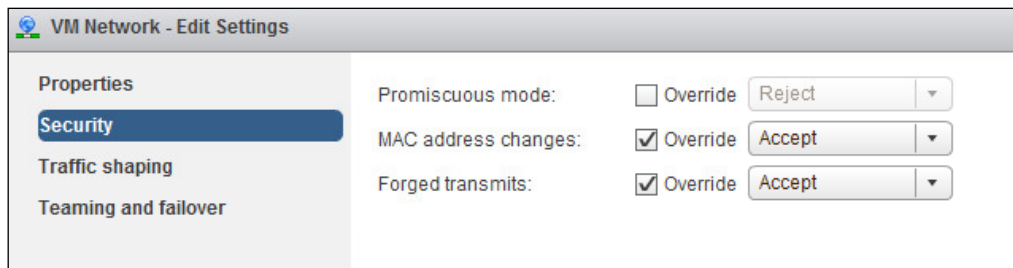 VM Network - Edit Settings
Properties
Security
Traffic shaping
Teaming and failover
Promiscuous mode: Override Reject
MAC address changes: Override Accept
Forged transmits: Override Accept